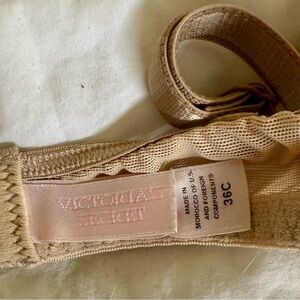 VICTORIA'S
SECRET
MADE IN
MOROCCO OF U.S.
AND FOREIGN
COMPONENTS
36C